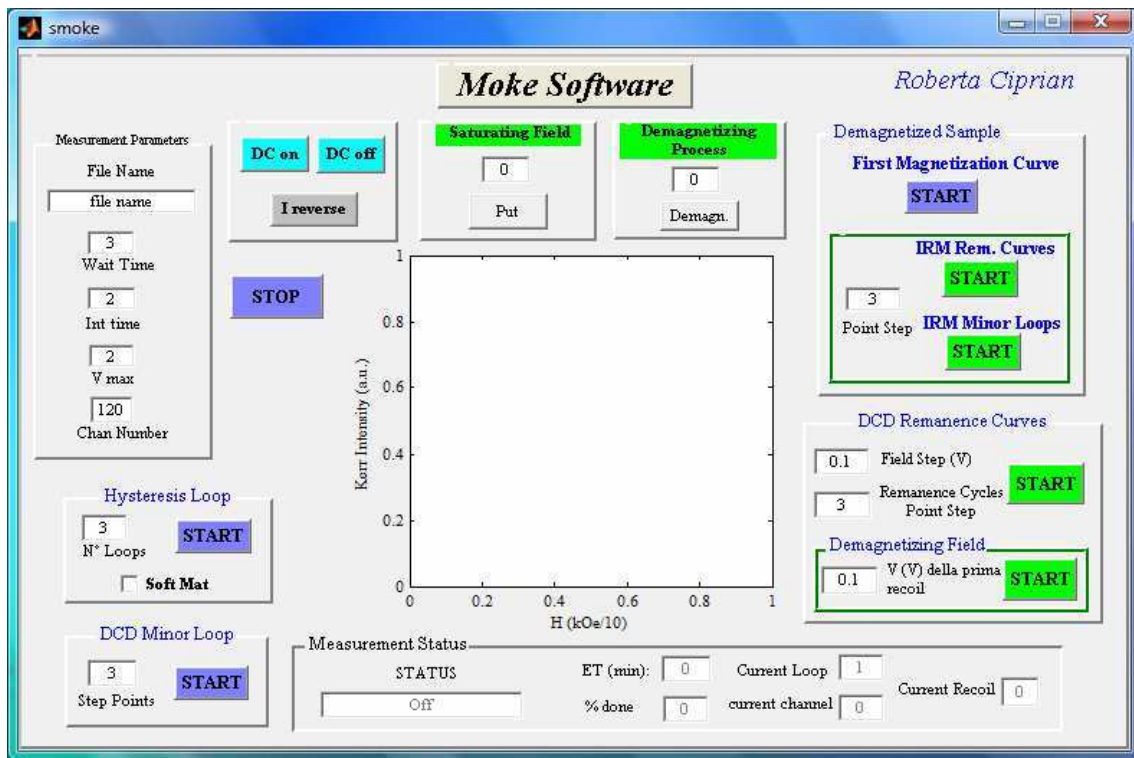 smoke
Moke Software
Roberta Ciprian
Measurement Parameters
File Name
file name
3
Wait Time
2
Int time
2
V max
120
Chan Number
DC on
DC off
I reverse
STOP
Saturating Field
0
Put
Demagnetizing
Process
0
Demagn.
Demagnetized Sample
First Magnetization Curve
START
IRM Rem. Curves
START
3
Point Step
IRM Minor Loops
START
Kerr Intensity (a.u.)
1
0.8
0.6
0.4
0.2
0
0
0.2
0.4
0.6
0.8
1
H (kOe/10)
DCD Remanence Curves
0.1
Field Step (V)
3
Remanence Cycles
Point Step
START
Demagnetizing Field
0.1
V (V) della prima
recoil
START
Hysteresis Loop
3
N° Loops
START
Soft Mat
DCD Minor Loop
3
Step Points
START
Measurement Status
STATUS
Off
ET (min):
0
% done
0
Current Loop
1
current channel
0
Current Recoil
0